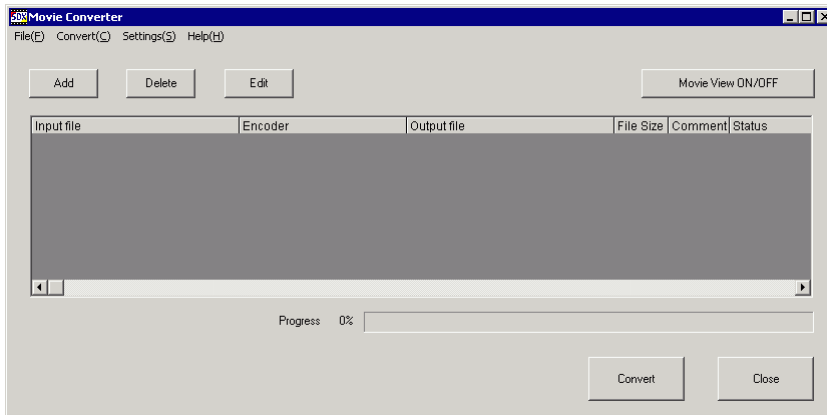 SDX Movie Converter
File(F) Convert(C) Settings(S) Help(H)
Add Delete Edit Movie View ON/OFF
Input file Encoder Output file File Size Comment Status
Progress 0%
Convert Close